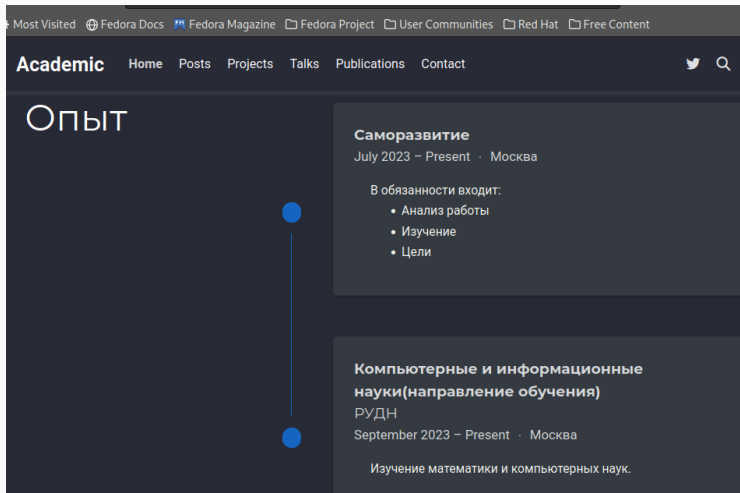 Most Visited Fedora Docs Fedora Magazine Fedora Project User Communities Red Hat Free Content
Academic Home Posts Projects Talks Publications Contact
Опыт
Саморазвитие
July 2023 – Present · Москва
В обязанности входит:
• Анализ работы
• Изучение
• Цели
Компьютерные и информационные
науки(направление обучения)
РУДН
September 2023 – Present · Москва
Изучение математики и компьютерных наук.